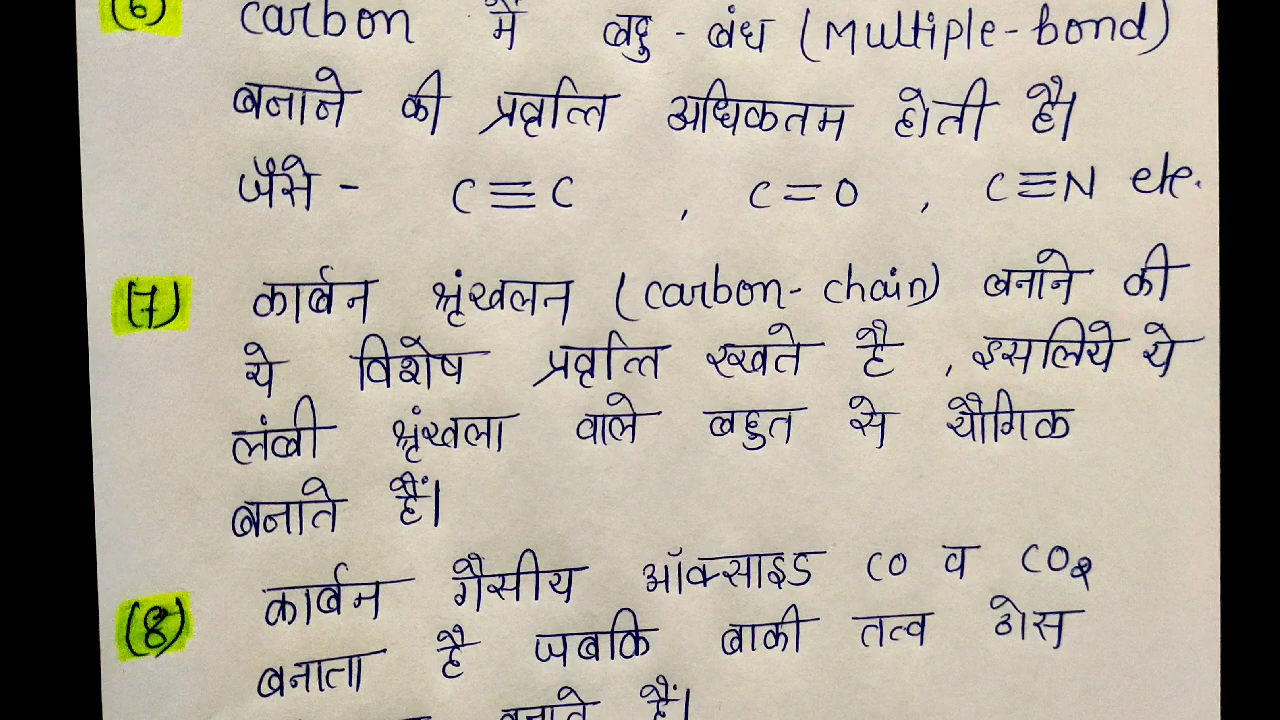 (6) Carbon में बहु - बंध (Multiple-bond)
बनाने की प्रवृत्ति अधिकतम होती है।
जैसे - C≡C , C=O , C≡N etc.
(7) कार्बन श्रृंखलन (Carbon-chain) बनाने की
ये विशेष प्रवृत्ति रखते है , इसलिये ये
लंबी श्रृंखला वाले बहुत से यौगिक
बनाते हैं।
(8) कार्बन गैसीय ऑक्साइड CO व CO₂
बनाता है जबकि बाकी तत्व ठोस
बनाते हैं।